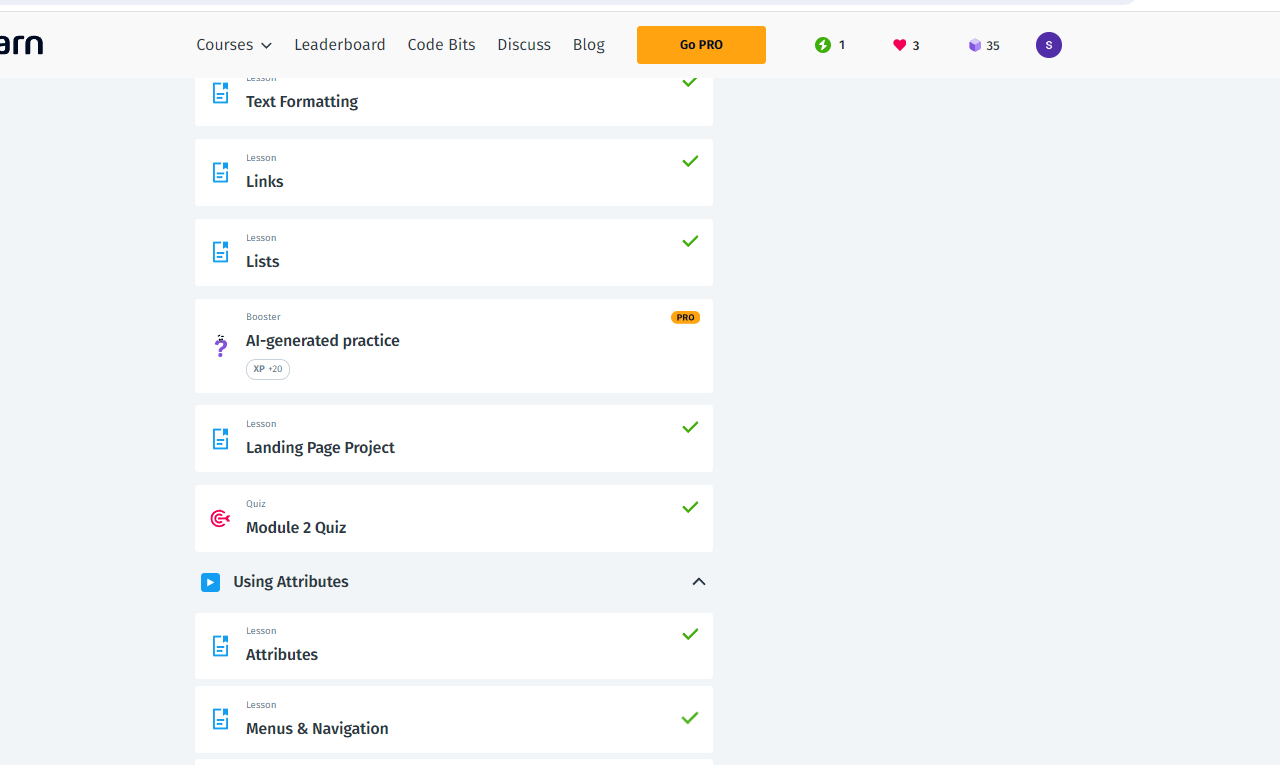 arn Courses Leaderboard Code Bits Discuss Blog Go PRO 1 3 35 S
Lesson
Text Formatting
Lesson
Links
Lesson
Lists
Booster
PRO
AI-generated practice
XP +20
Lesson
Landing Page Project
Quiz
Module 2 Quiz
Using Attributes
Lesson
Attributes
Lesson
Menus & Navigation